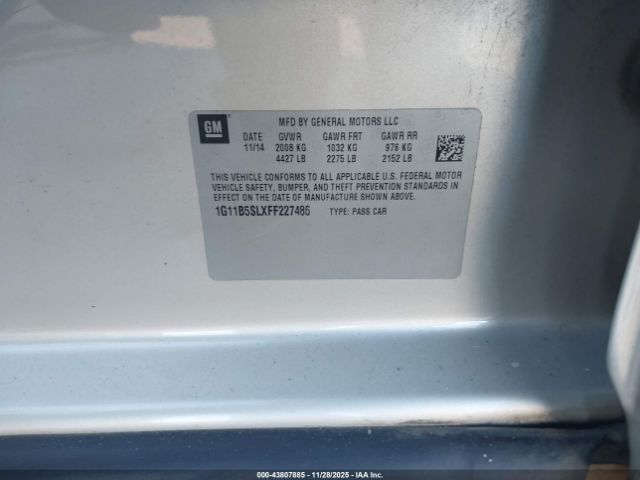 GM
MFD BY GENERAL MOTORS LLC
DATE GVWR GAWR FRT GAWR RR
11/14 2008 KG 1032 KG 976 KG
4427 LB 2275 LB 2152 LB
THIS VEHICLE CONFORMS TO ALL APPLICABLE U.S. FEDERAL MOTOR
VEHICLE SAFETY, BUMPER, AND THEFT PREVENTION STANDARDS IN
EFFECT ON THE DATE OF MANUFACTURE SHOWN ABOVE.
1G11B5SLXFF227486 TYPE: PASS CAR
000-43807885 - 11/28/2025 - IAA, Inc.